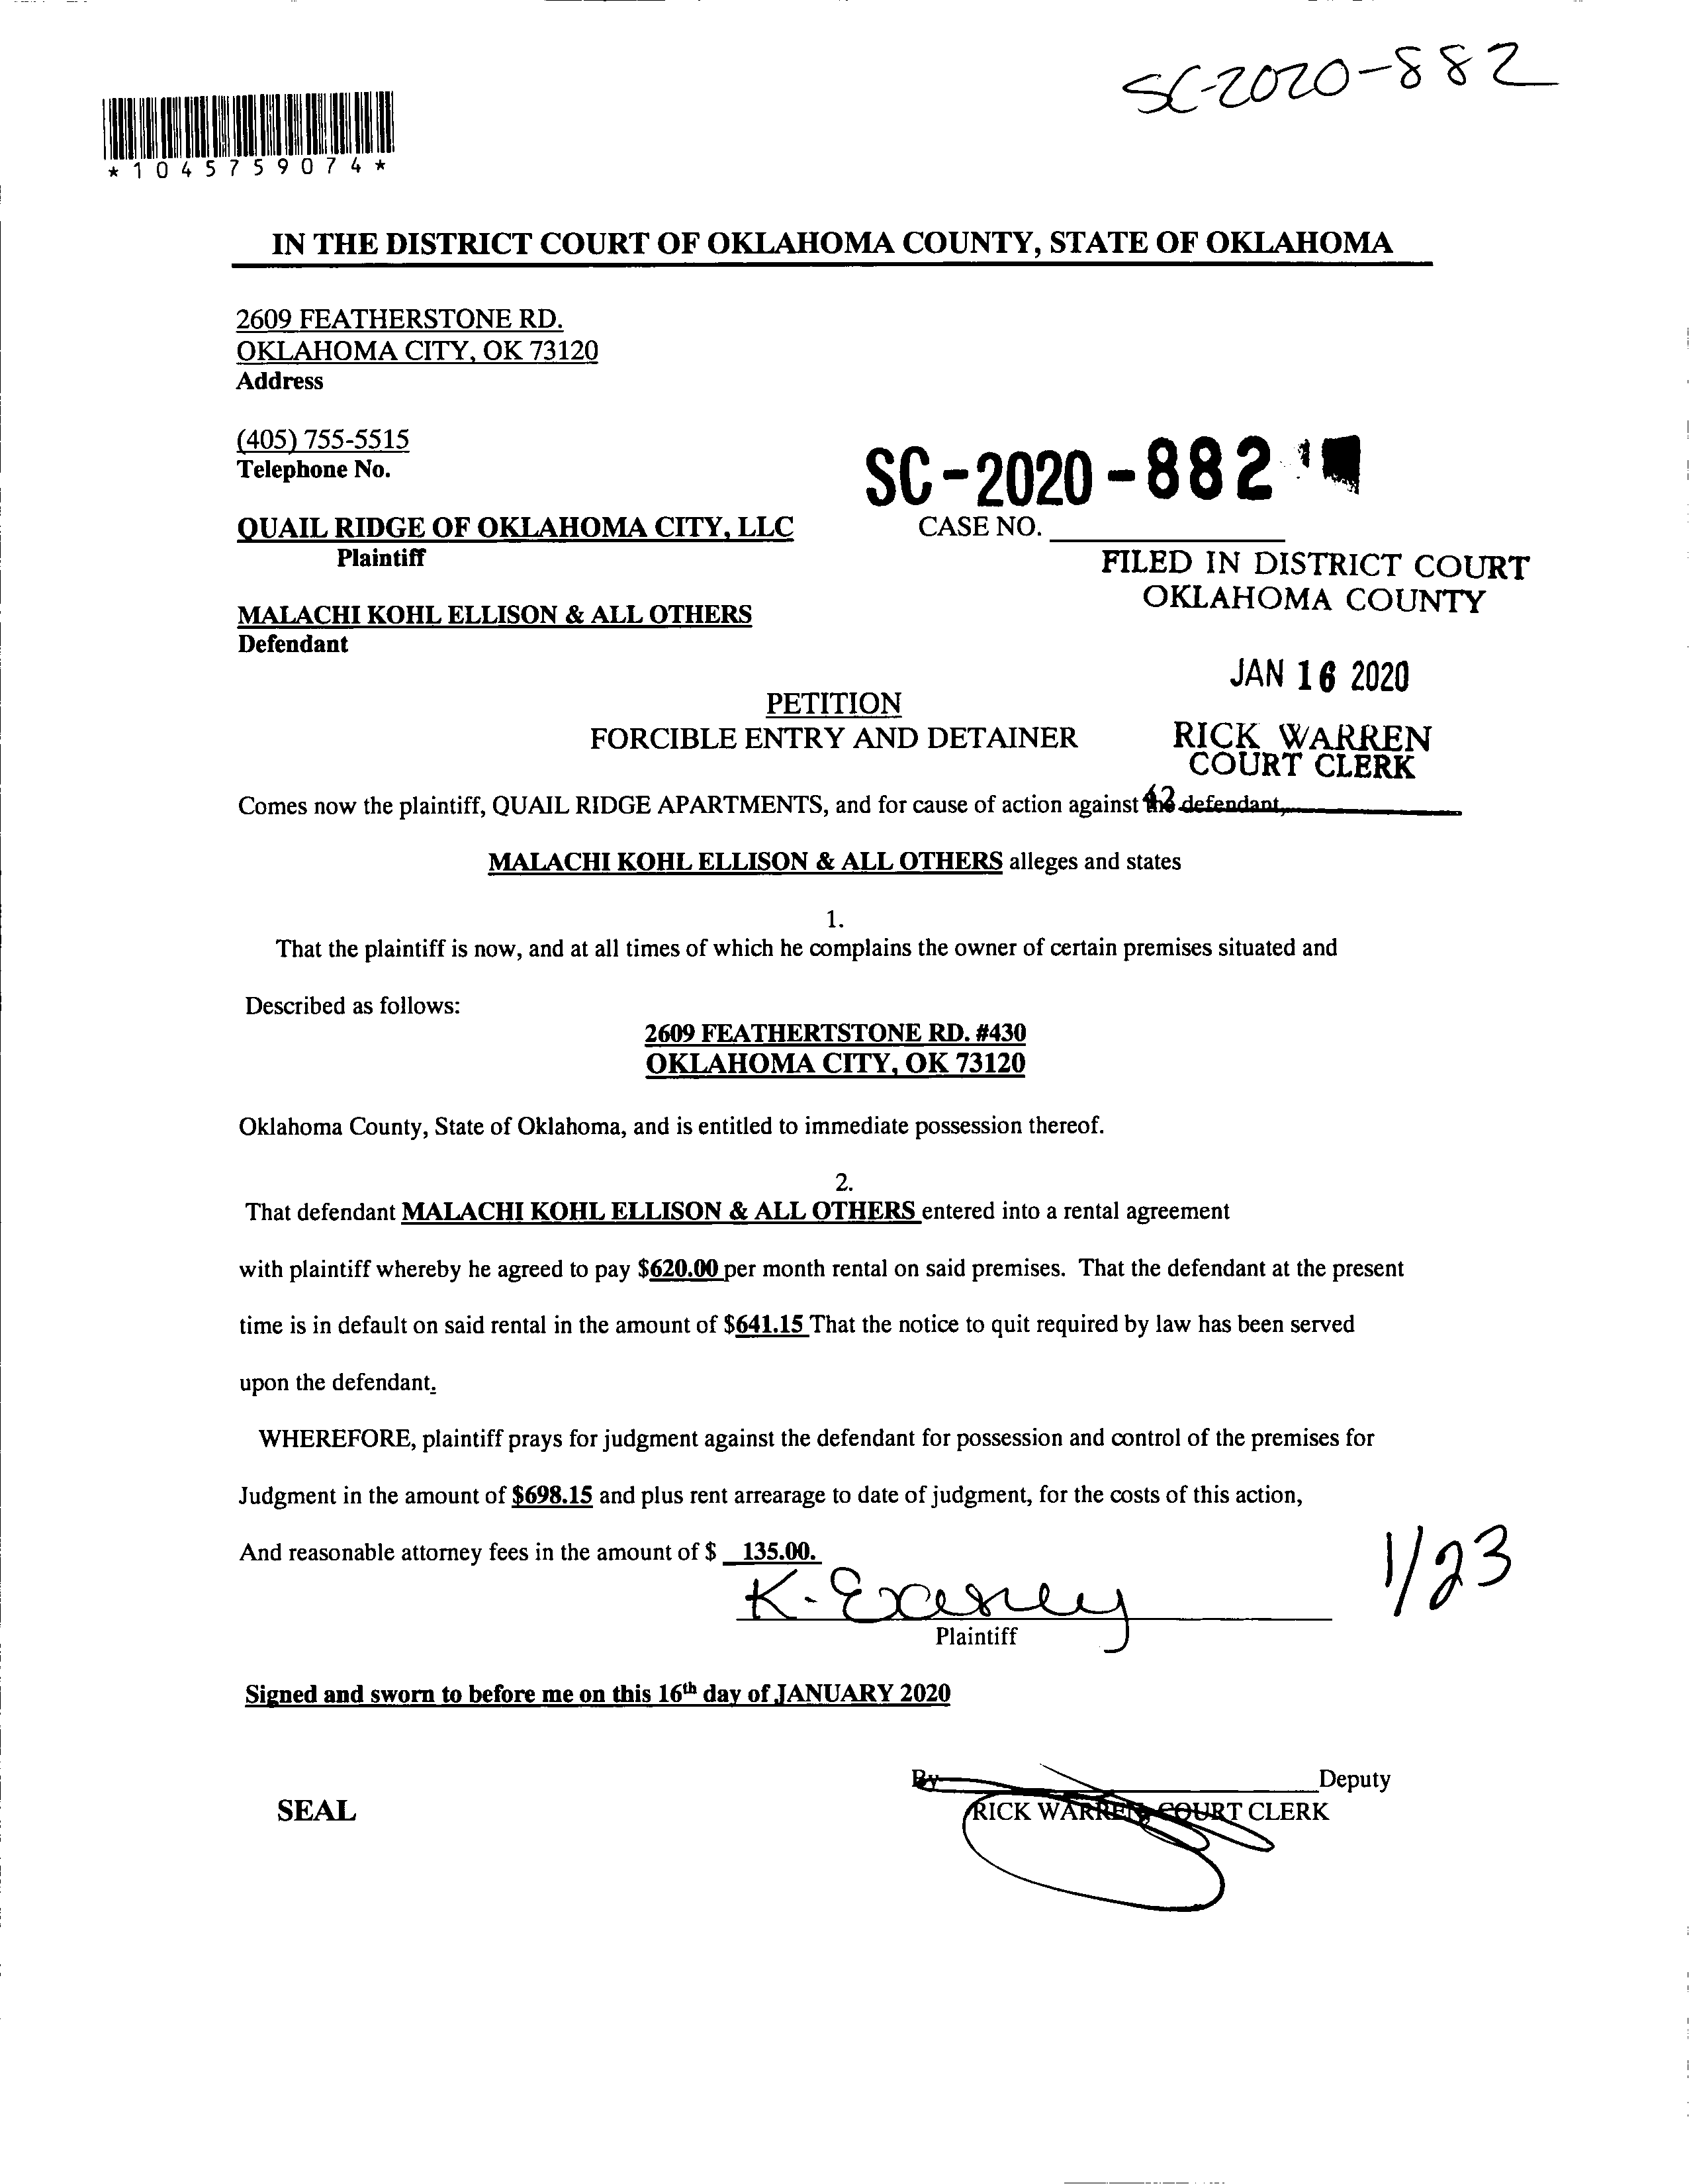 SC-2020-882
*1045759074*
IN THE DISTRICT COURT OF OKLAHOMA COUNTY, STATE OF OKLAHOMA
2609 FEATHERSTONE RD.
OKLAHOMA CITY, OK 73120
Address
(405) 755-5515
Telephone No.
SC-2020-882
QUAIL RIDGE OF OKLAHOMA CITY, LLC
CASE NO.
Plaintiff
FILED IN DISTRICT COURT
OKLAHOMA COUNTY
MALACHI KOHL ELLISON & ALL OTHERS
Defendant
JAN 16 2020
PETITION
FORCIBLE ENTRY AND DETAINER
RICK WARREN
COURT CLERK
Comes now the plaintiff, QUAIL RIDGE APARTMENTS, and for cause of action against the defendant,
MALACHI KOHL ELLISON & ALL OTHERS alleges and states
1.
That the plaintiff is now, and at all times of which he complains the owner of certain premises situated and
Described as follows:
2609 FEATHERTSTONE RD. #430
OKLAHOMA CITY, OK 73120
Oklahoma County, State of Oklahoma, and is entitled to immediate possession thereof.
2.
That defendant MALACHI KOHL ELLISON & ALL OTHERS entered into a rental agreement
with plaintiff whereby he agreed to pay $620.00 per month rental on said premises. That the defendant at the present
time is in default on said rental in the amount of $641.15 That the notice to quit required by law has been served
upon the defendant.
WHEREFORE, plaintiff prays for judgment against the defendant for possession and control of the premises for
Judgment in the amount of $698.15 and plus rent arrearage to date of judgment, for the costs of this action,
And reasonable attorney fees in the amount of $ 135.00.
1/23
K.
Plaintiff
Signed and sworn to before me on this 16th day of JANUARY 2020
By Deputy
SEAL
RICK WARREN, COURT CLERK